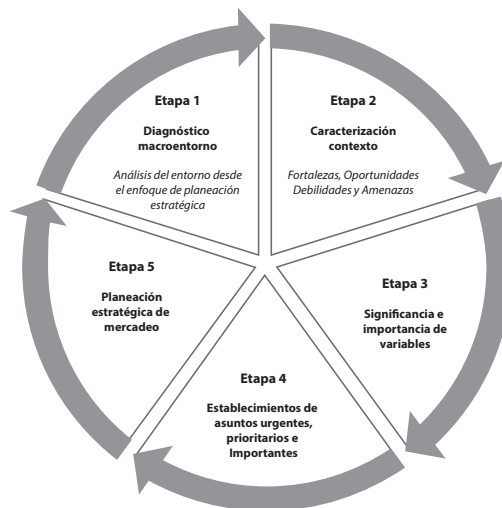 Etapa 1
Diagnóstico
macroentorno
Análisis del entorno desde
el enfoque de planeación
estratégica
Etapa 2
Caracterización
contexto
Fortalezas, Oportunidades
Debilidades y Amenazas
Etapa 3
Significancia e
importancia de
variables
Etapa 4
Establecimientos de
asuntos urgentes,
prioritarios e
Importantes
Etapa 5
Planeación
estratégica de
mercadeo